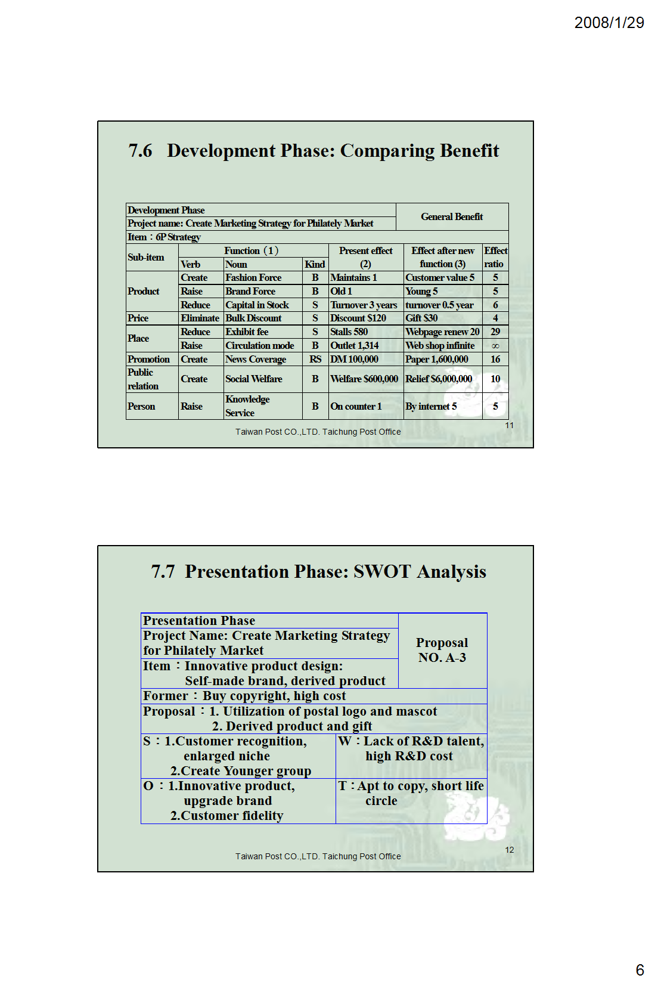 2008/1/29
7.6 Development Phase: Comparing Benefit
Development Phase
General Benefit
Project name: Create Marketing Strategy for Philately Market
Item：6P Strategy
Sub-item
Function（1）
Present effect
(2)
Effect after new
function (3)
Effect
ratio
Verb Noun Kind
Product
Create Fashion Force B Maintains 1 Customer value 5 5
Raise Brand Force B Old 1 Young 5 5
Reduce Capital in Stock S Turnover 3 years turnover 0.5 year 6
Price Eliminate Bulk Discount S Discount $120 Gift $30 4
Place
Reduce Exhibit fee S Stalls 580 Webpage renew 20 29
Raise Circulation mode B Outlet 1,314 Web shop infinite ∞
Promotion Create News Coverage RS DM 100,000 Paper 1,600,000 16
Public
relation
Create Social Welfare B Welfare $600,000 Relief $6,000,000 10
Person Raise
Knowledge
Service
B On counter 1 By internet 5 5
Taiwan Post CO.,LTD. Taichung Post Office
11
7.7 Presentation Phase: SWOT Analysis
Presentation Phase
Project Name: Create Marketing Strategy
for Philately Market
Proposal
NO. A-3
Item：Innovative product design:
Self-made brand, derived product
Former：Buy copyright, high cost
Proposal：1. Utilization of postal logo and mascot
2. Derived product and gift
S：1.Customer recognition,
enlarged niche
2.Create Younger group
W：Lack of R&D talent,
high R&D cost
O：1.Innovative product,
upgrade brand
2.Customer fidelity
T：Apt to copy, short life
circle
Taiwan Post CO.,LTD. Taichung Post Office
12
6